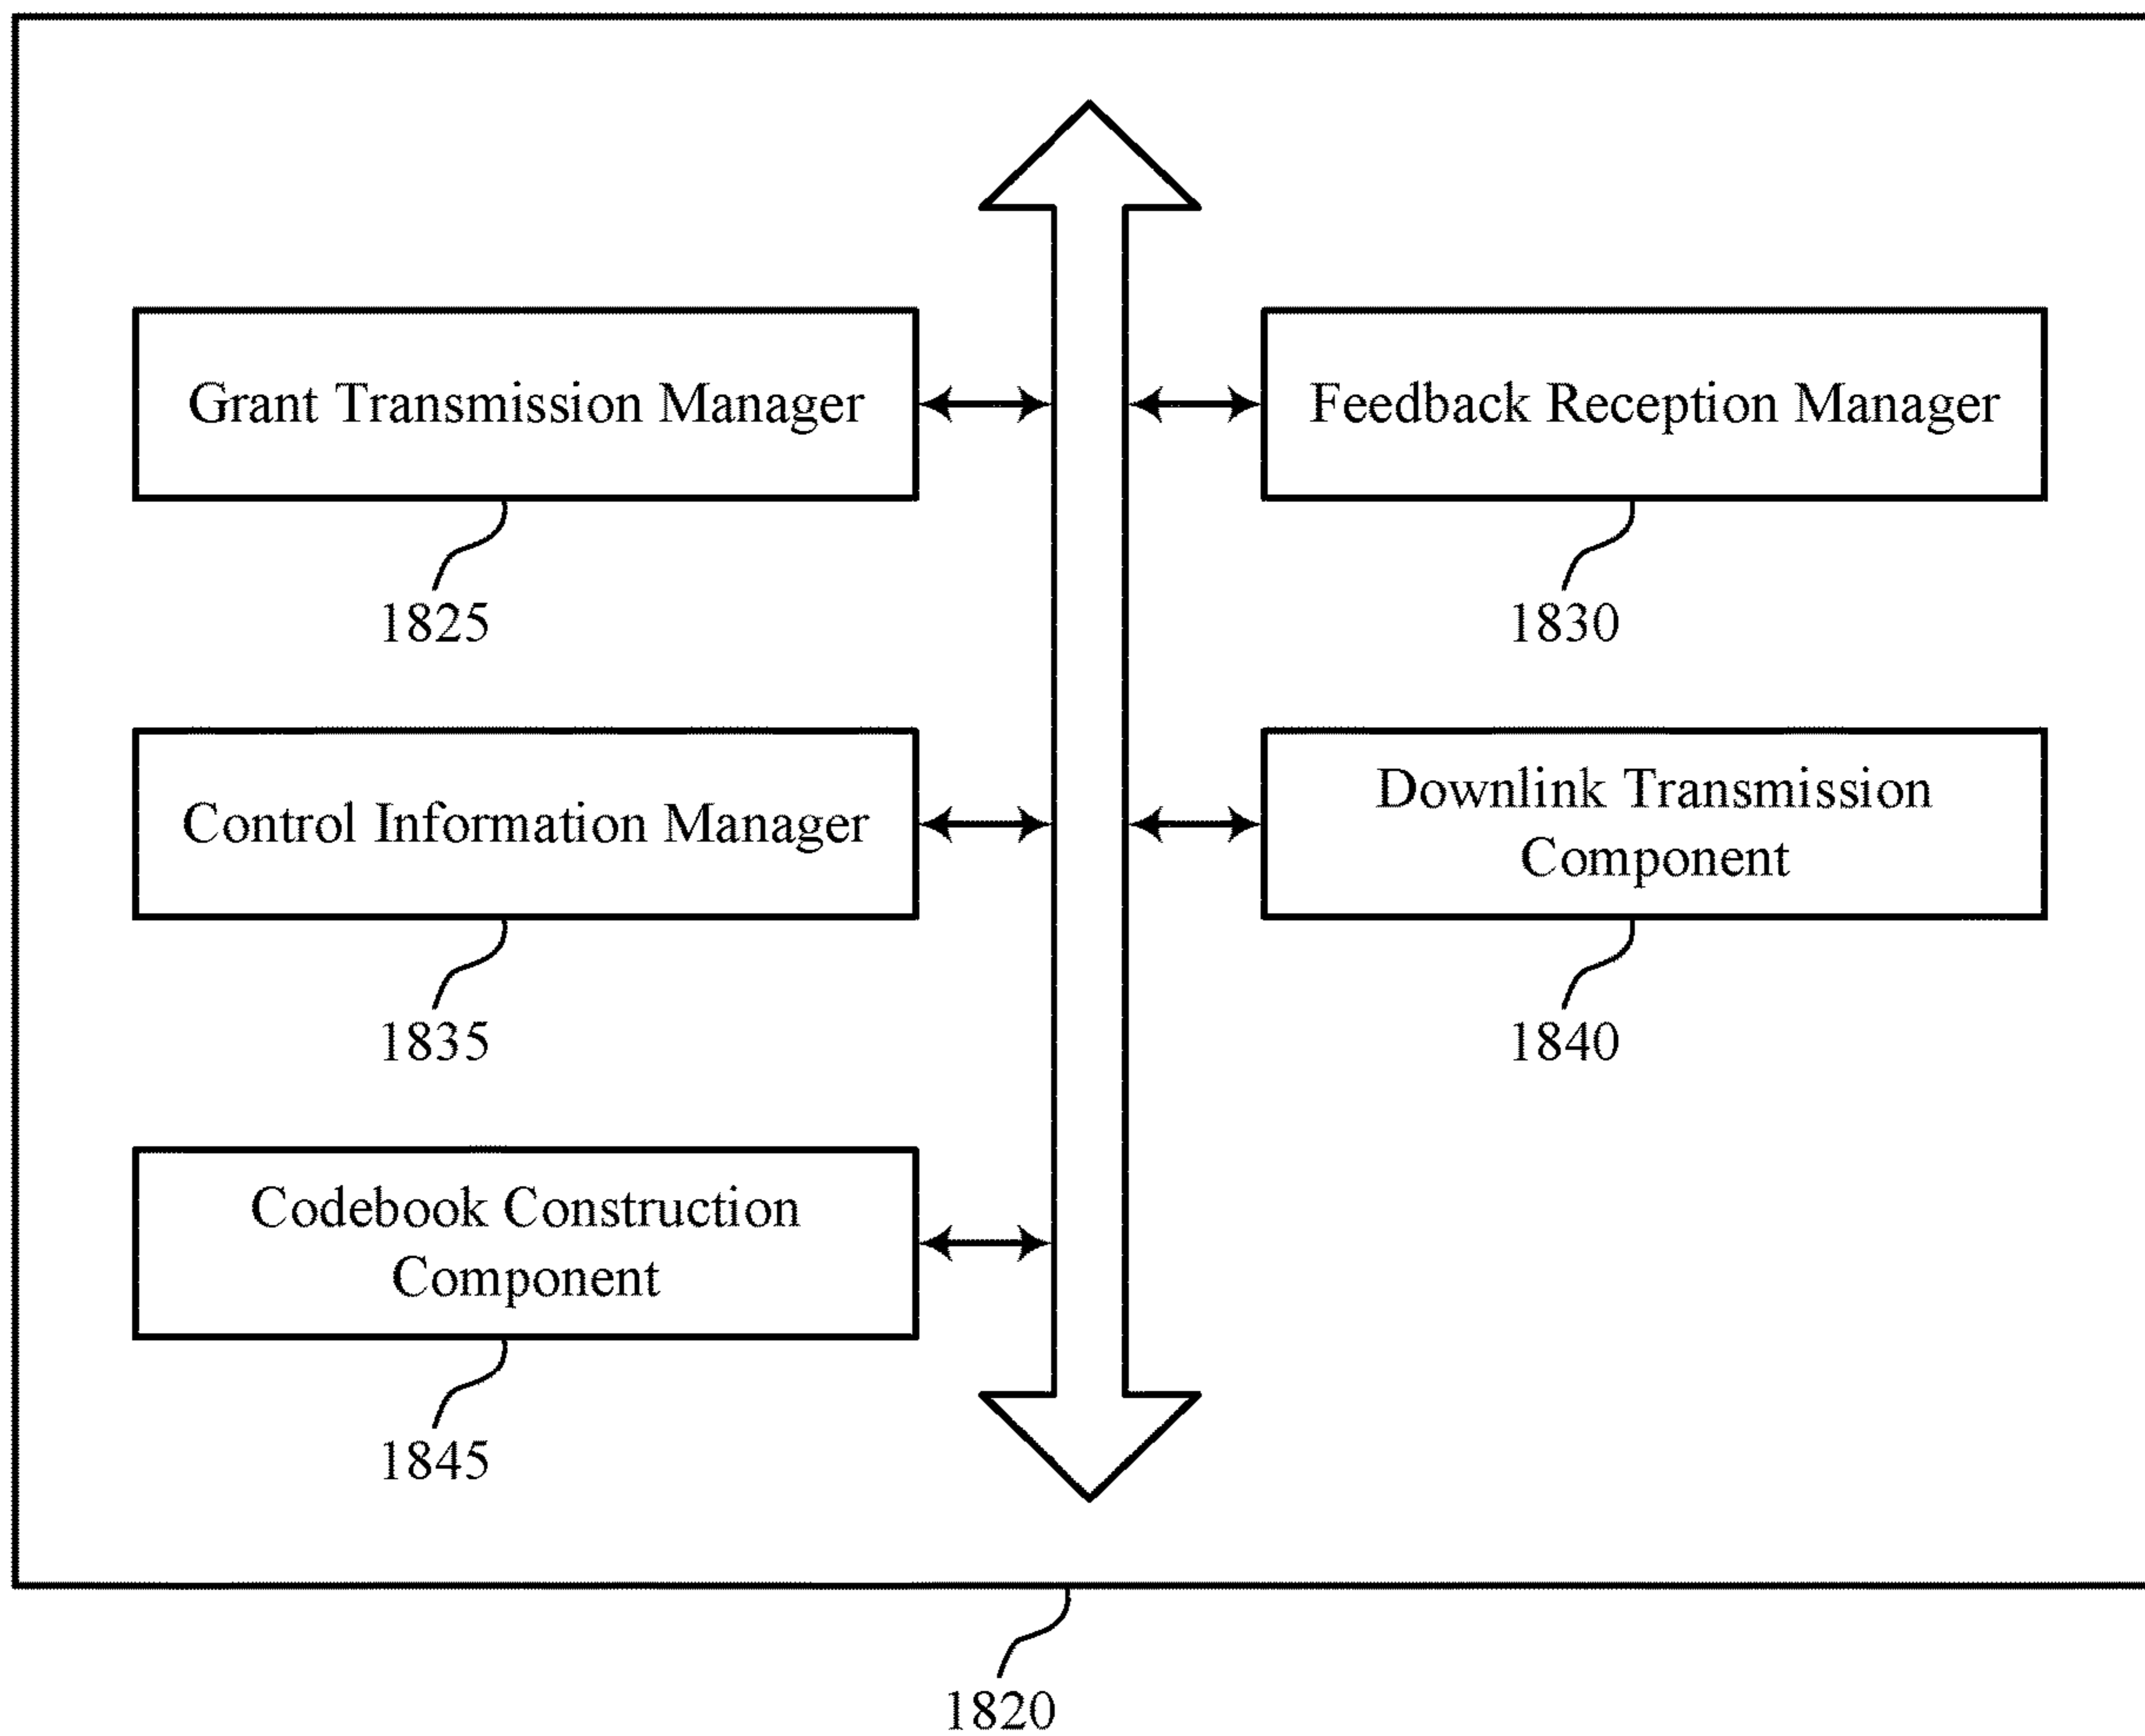 Grant Transmission Manager
1825
Feedback Reception Manager
1830
Control Information Manager
1835
Downlink Transmission
Component
1840
Codebook Construction
Component
1845
1820